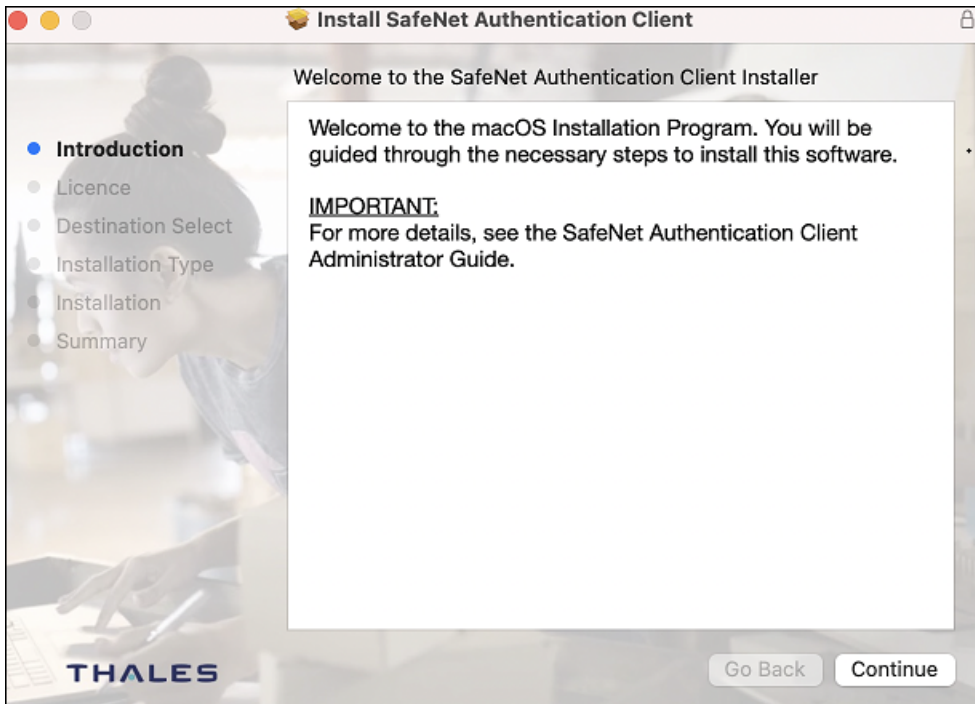 Install SafeNet Authentication Client
Welcome to the SafeNet Authentication Client Installer
Introduction
Licence
Destination Select
Installation Type
Installation
Summary
Welcome to the macOS Installation Program. You will be
guided through the necessary steps to install this software.
IMPORTANT:
For more details, see the SafeNet Authentication Client
Administrator Guide.
THALES
Go Back
Continue